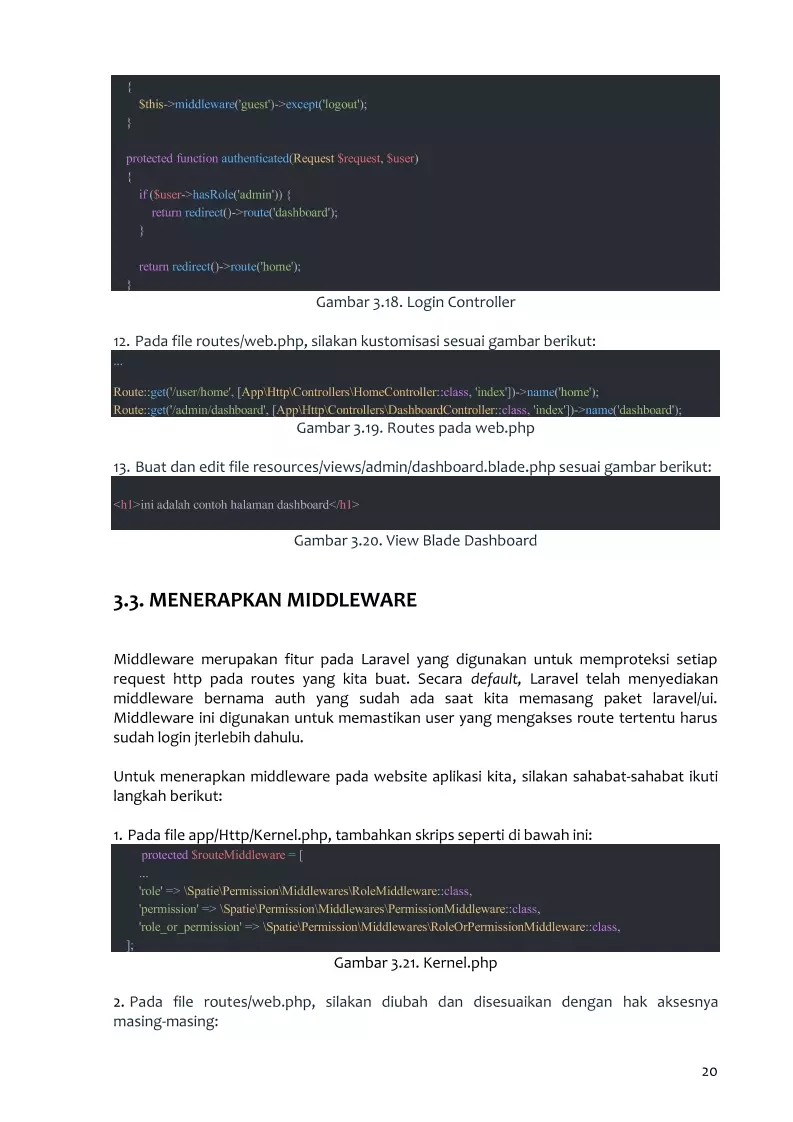 {
$this->middleware('guest')->except('logout');
}
protected function authenticated(Request $request, $user)
{
if ($user->hasRole('admin')) {
return redirect()->route('dashboard');
}
return redirect()->route('home');
}
Gambar 3.18. Login Controller
12. Pada file routes/web.php, silakan kustomisasi sesuai gambar berikut:
...
Route::get('/user/home', [App\Http\Controllers\HomeController::class, 'index'])->name('home');
Route::get('/admin/dashboard', [App\Http\Controllers\DashboardController::class, 'index'])->name('dashboard');
Gambar 3.19. Routes pada web.php
13. Buat dan edit file resources/views/admin/dashboard.blade.php sesuai gambar berikut:
<h1>ini adalah contoh halaman dashboard</h1>
Gambar 3.20. View Blade Dashboard
3.3. MENERAPKAN MIDDLEWARE
Middleware merupakan fitur pada Laravel yang digunakan untuk memproteksi setiap
request http pada routes yang kita buat. Secara default, Laravel telah menyediakan
middleware bernama auth yang sudah ada saat kita memasang paket laravel/ui.
Middleware ini digunakan untuk memastikan user yang mengakses route tertentu harus
sudah login jterlebih dahulu.
Untuk menerapkan middleware pada website aplikasi kita, silakan sahabat-sahabat ikuti
langkah berikut:
1. Pada file app/Http/Kernel.php, tambahkan skrips seperti di bawah ini:
protected $routeMiddleware = [
...
'role' => \Spatie\Permission\Middlewares\RoleMiddleware::class,
'permission' => \Spatie\Permission\Middlewares\PermissionMiddleware::class,
'role_or_permission' => \Spatie\Permission\Middlewares\RoleOrPermissionMiddleware::class,
];
Gambar 3.21. Kernel.php
2. Pada file routes/web.php, silakan diubah dan disesuaikan dengan hak aksesnya
masing-masing:
20